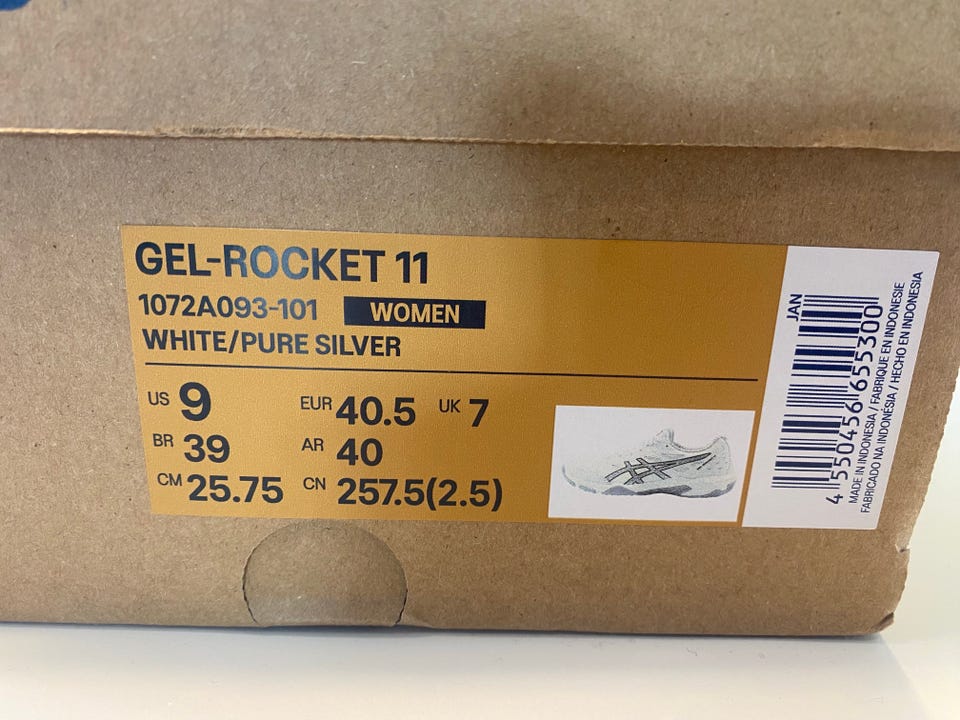 GEL-ROCKET 11
1072A093-101 WOMEN
WHITE/PURE SILVER
US 9 EUR 40.5 UK 7
BR 39 AR 40
CM 25.75 CN 257.5(2.5)
JAN
4 550456 655300
MADE IN INDONESIA / FABRIQUE EN INDONESIE
FABRICADO NA INDONÉSIA / HECHO EN INDONESIA